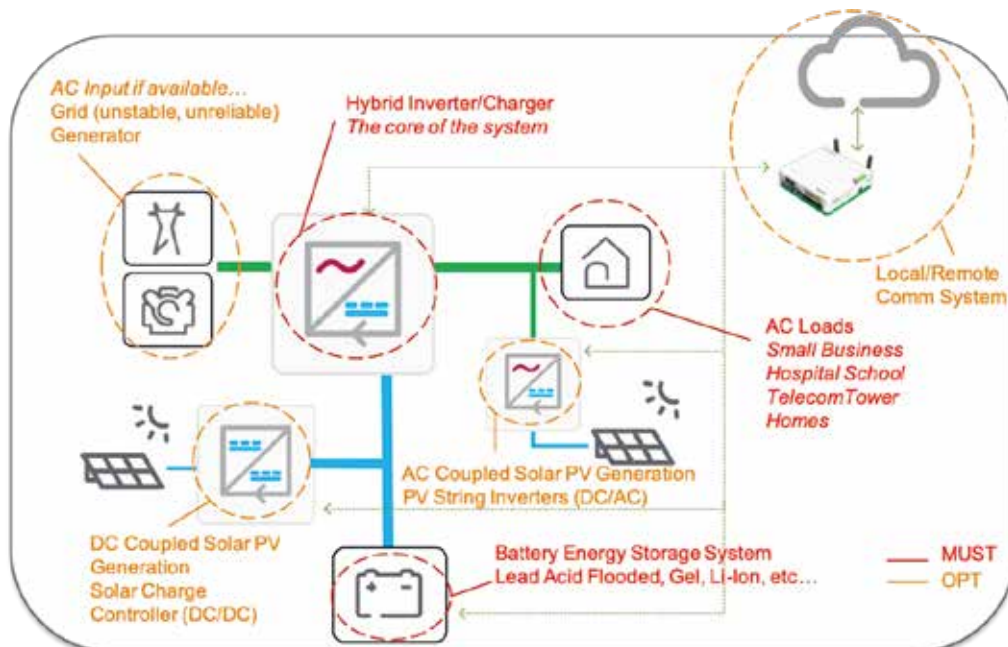 AC Input if available...
Grid (unstable, unreliable)
Generator
Hybrid Inverter/Charger
The core of the system
Local/Remote
Comm System
AC Loads
Small Business
Hospital School
TelecomTower
Homes
AC Coupled Solar PV Generation
PV String Inverters (DC/AC)
DC Coupled Solar PV
Generation
Solar Charge
Controller (DC/DC)
Battery Energy Storage System
Lead Acid Flooded, Gel, Li-Ion, etc...
MUST
OPT